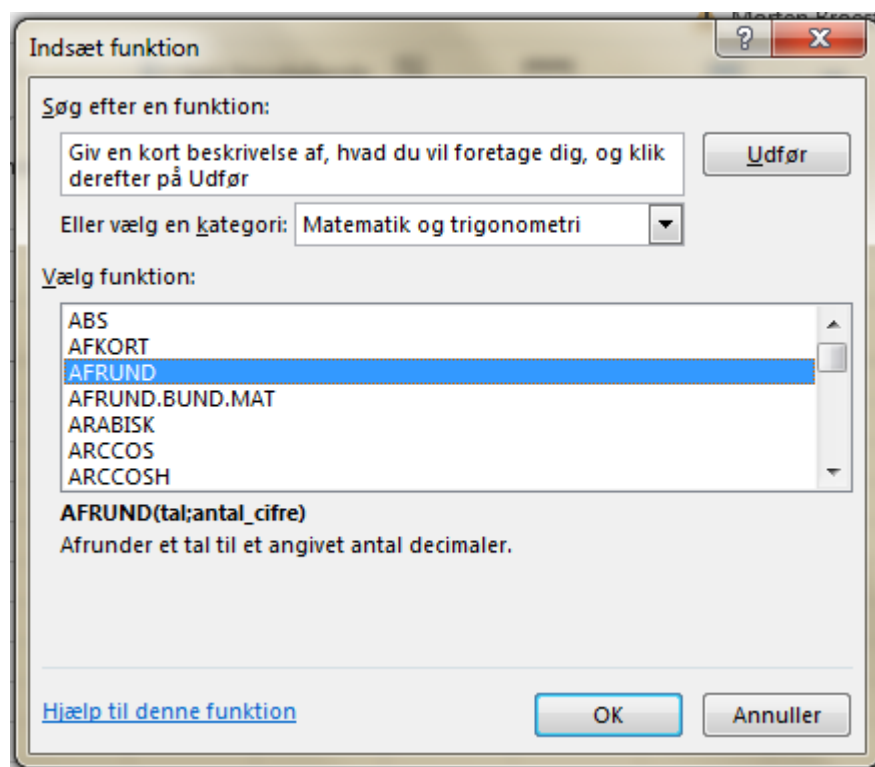 Morten Proest
Indsæt funktion
Søg efter en funktion:
Giv en kort beskrivelse af, hvad du vil foretage dig, og klik
derefter på Udfør
Udfør
Eller vælg en kategori: Matematik og trigonometri
Vælg funktion:
ABS
AFKORT
AFRUND
AFRUND.BUND.MAT
ARABISK
ARCCOS
ARCCOSH
AFRUND(tal;antal_cifre)
Afrunder et tal til et angivet antal decimaler.
Hjælp til denne funktion
OK
Annuller